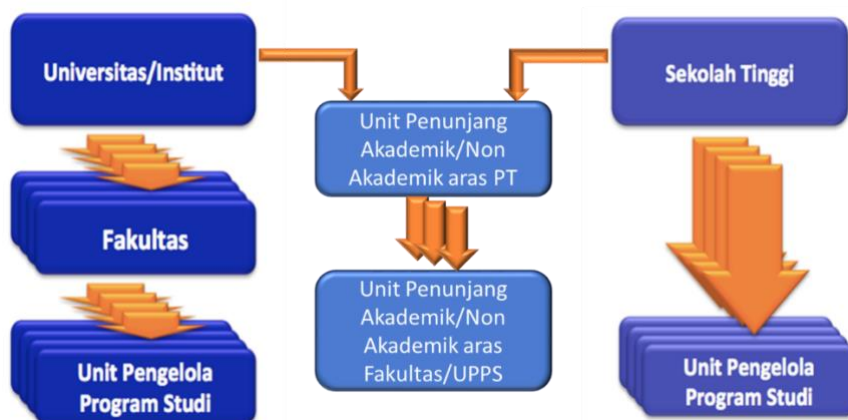 Universitas/Institut
Fakultas
Unit Pengelola
Program Studi
Unit Penunjang
Akademik/Non
Akademik aras PT
Unit Penunjang
Akademik/Non
Akademik aras
Fakultas/UPPS
Sekolah Tinggi
Unit Pengelola
Program Studi